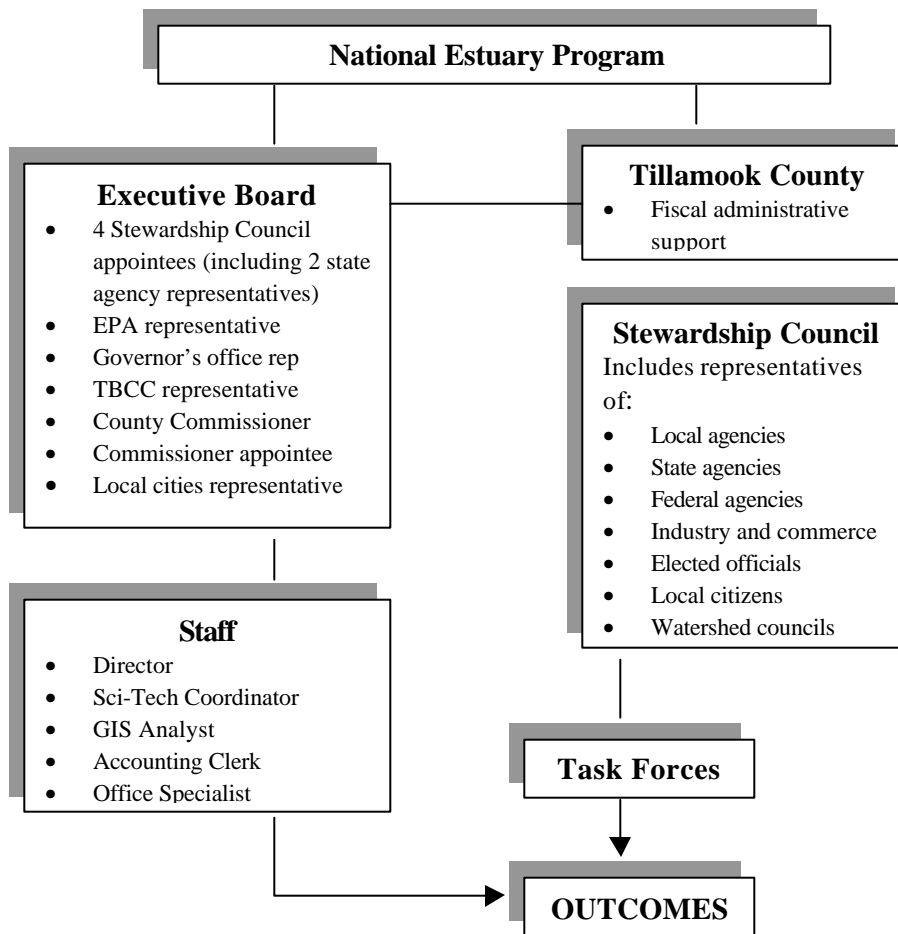 National Estuary Program
Executive Board
• 4 Stewardship Council
appointees (including 2 state
agency representatives)
• EPA representative
• Governor’s office rep
• TBCC representative
• County Commissioner
• Commissioner appointee
• Local cities representative
Tillamook County
• Fiscal administrative
support
Stewardship Council
Includes representatives
of:
• Local agencies
• State agencies
• Federal agencies
• Industry and commerce
• Elected officials
• Local citizens
• Watershed councils
Staff
• Director
• Sci-Tech Coordinator
• GIS Analyst
• Accounting Clerk
• Office Specialist
Task Forces
OUTCOMES